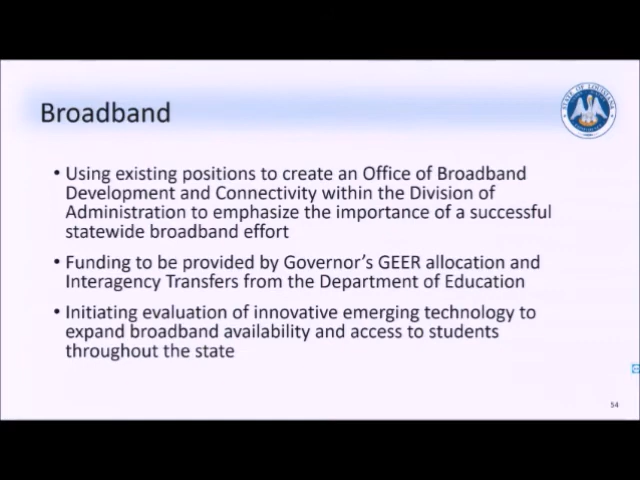 Broadband
STATE OF LOUISIANA
• Using existing positions to create an Office of Broadband
Development and Connectivity within the Division of
Administration to emphasize the importance of a successful
statewide broadband effort
• Funding to be provided by Governor's GEER allocation and
Interagency Transfers from the Department of Education
• Initiating evaluation of innovative emerging technology to
expand broadband availability and access to students
throughout the state
54